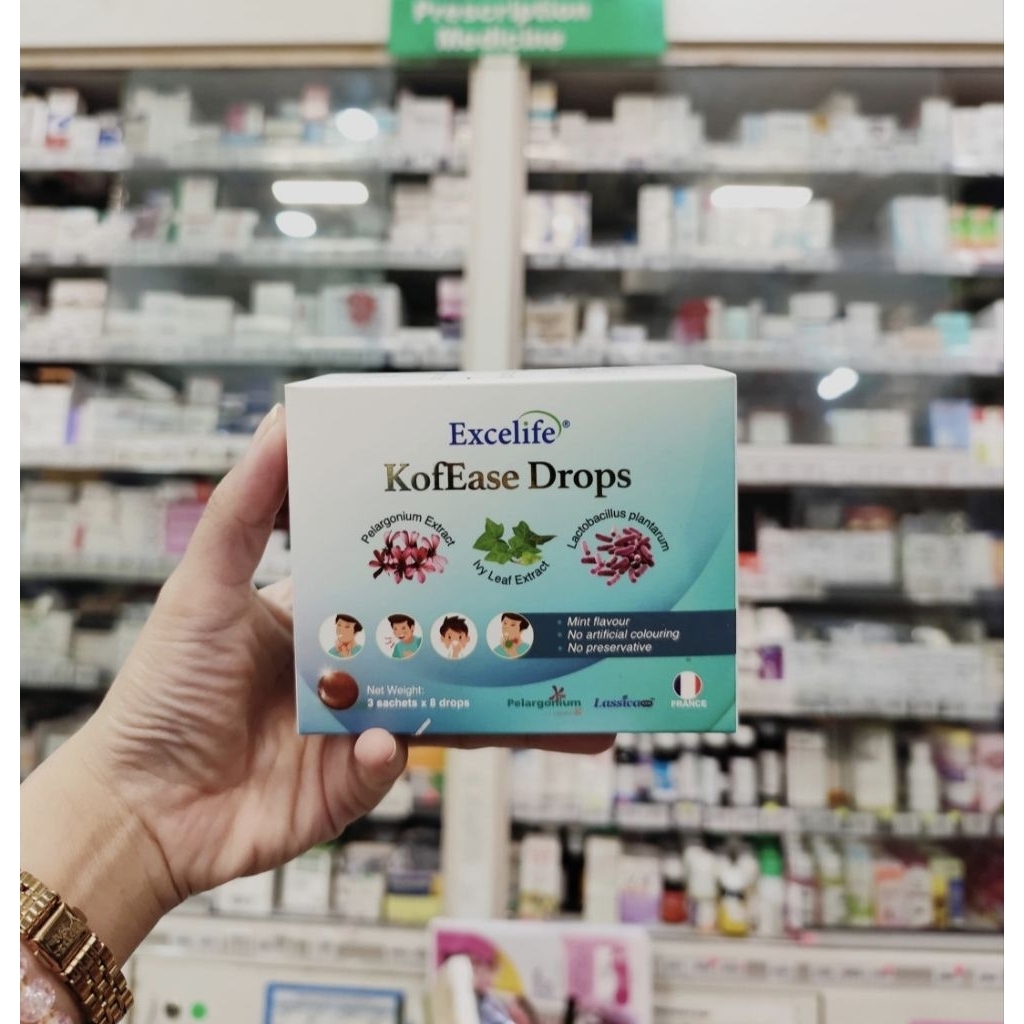 Prescription
Medicine
Excelife®
KofEase Drops
Pelargonium Extract
Ivy Leaf Extract
Lactobacillus plantarum
• Mint flavour
• No artificial colouring
• No preservative
Net Weight:
3 sachets x 8 drops
Pelargonium
Lassica
FRANCE